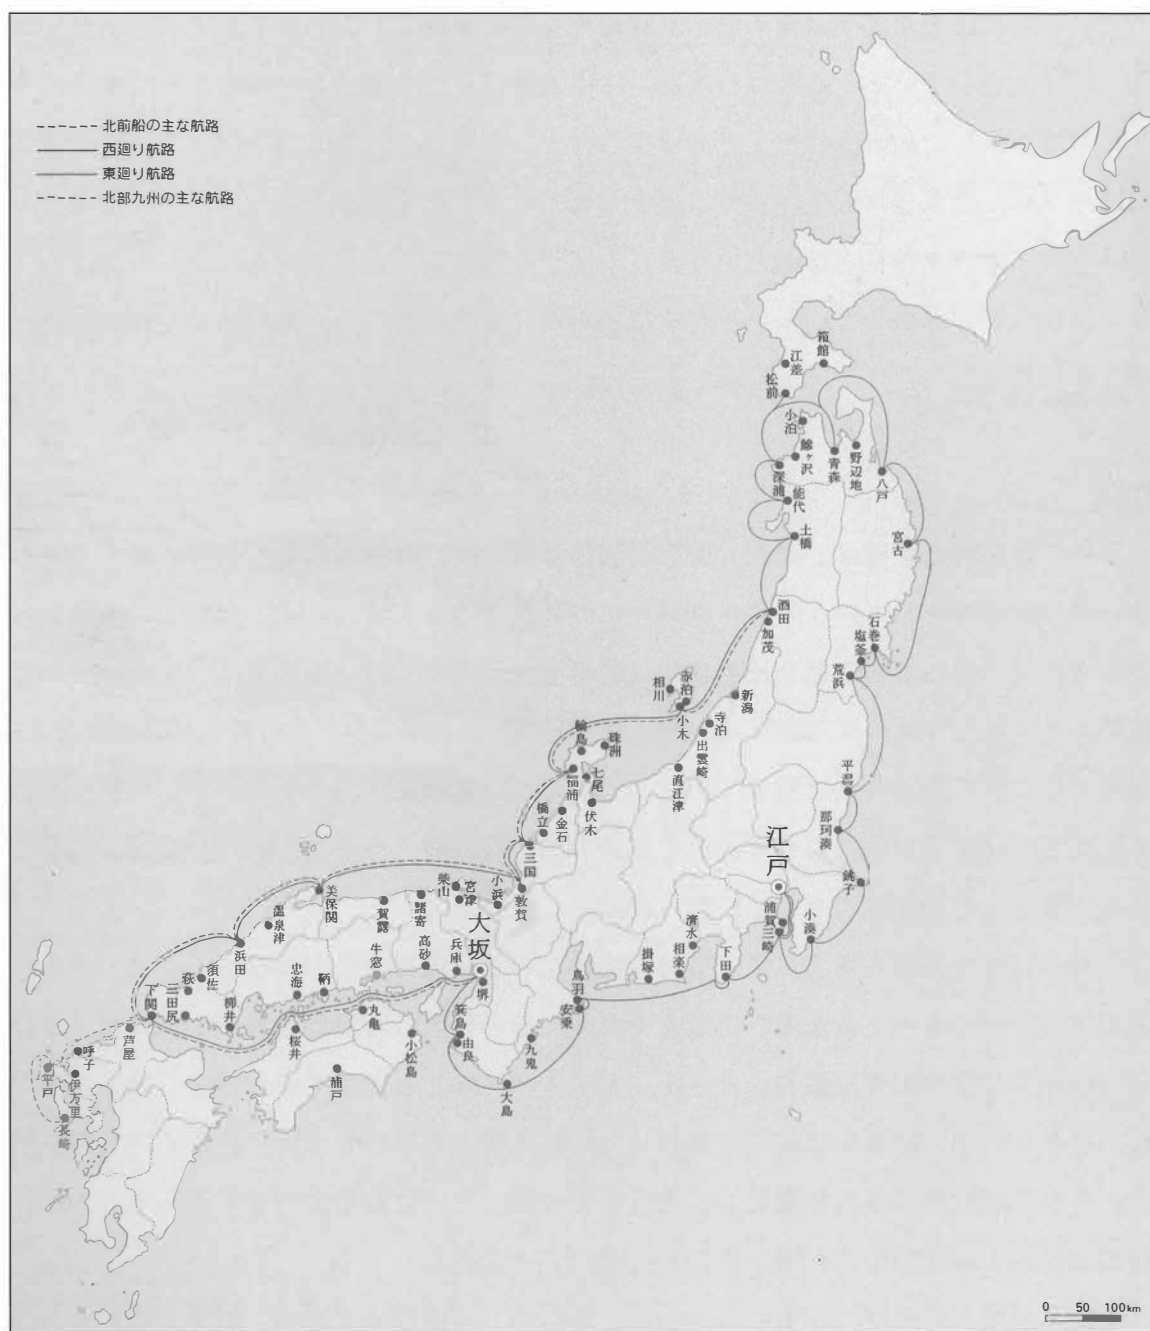 北前船の主な航路
西廻り航路
東廻り航路
北部九州の主な航路
箱館
江差
松前
小泊
鰺ヶ沢
青森
野辺地
八戸
深浦
能代
土橋
宮古
酒田
加茂
石巻
塩釜
荒浜
相川
赤泊
小木
新潟
寺泊
出雲崎
直江津
輪島
珠洲
福浦
七尾
伏木
金石
橋立
三国
平潟
那珂湊
銚子
江戸
浦賀
三崎
小湊
下田
清水
相楽
掛塚
鳥羽
安乗
九鬼
大島
敦賀
小浜
宮津
柴山
諸寄
賀露
美保関
温泉津
浜田
須佐
萩
三田尻
下関
大坂
堺
兵庫
高砂
牛窓
鞆
忠海
柳井
丸亀
桜井
小松島
浦戸
箕島
由良
芦屋
呼子
平戸
伊万里
長崎
0 50 100km